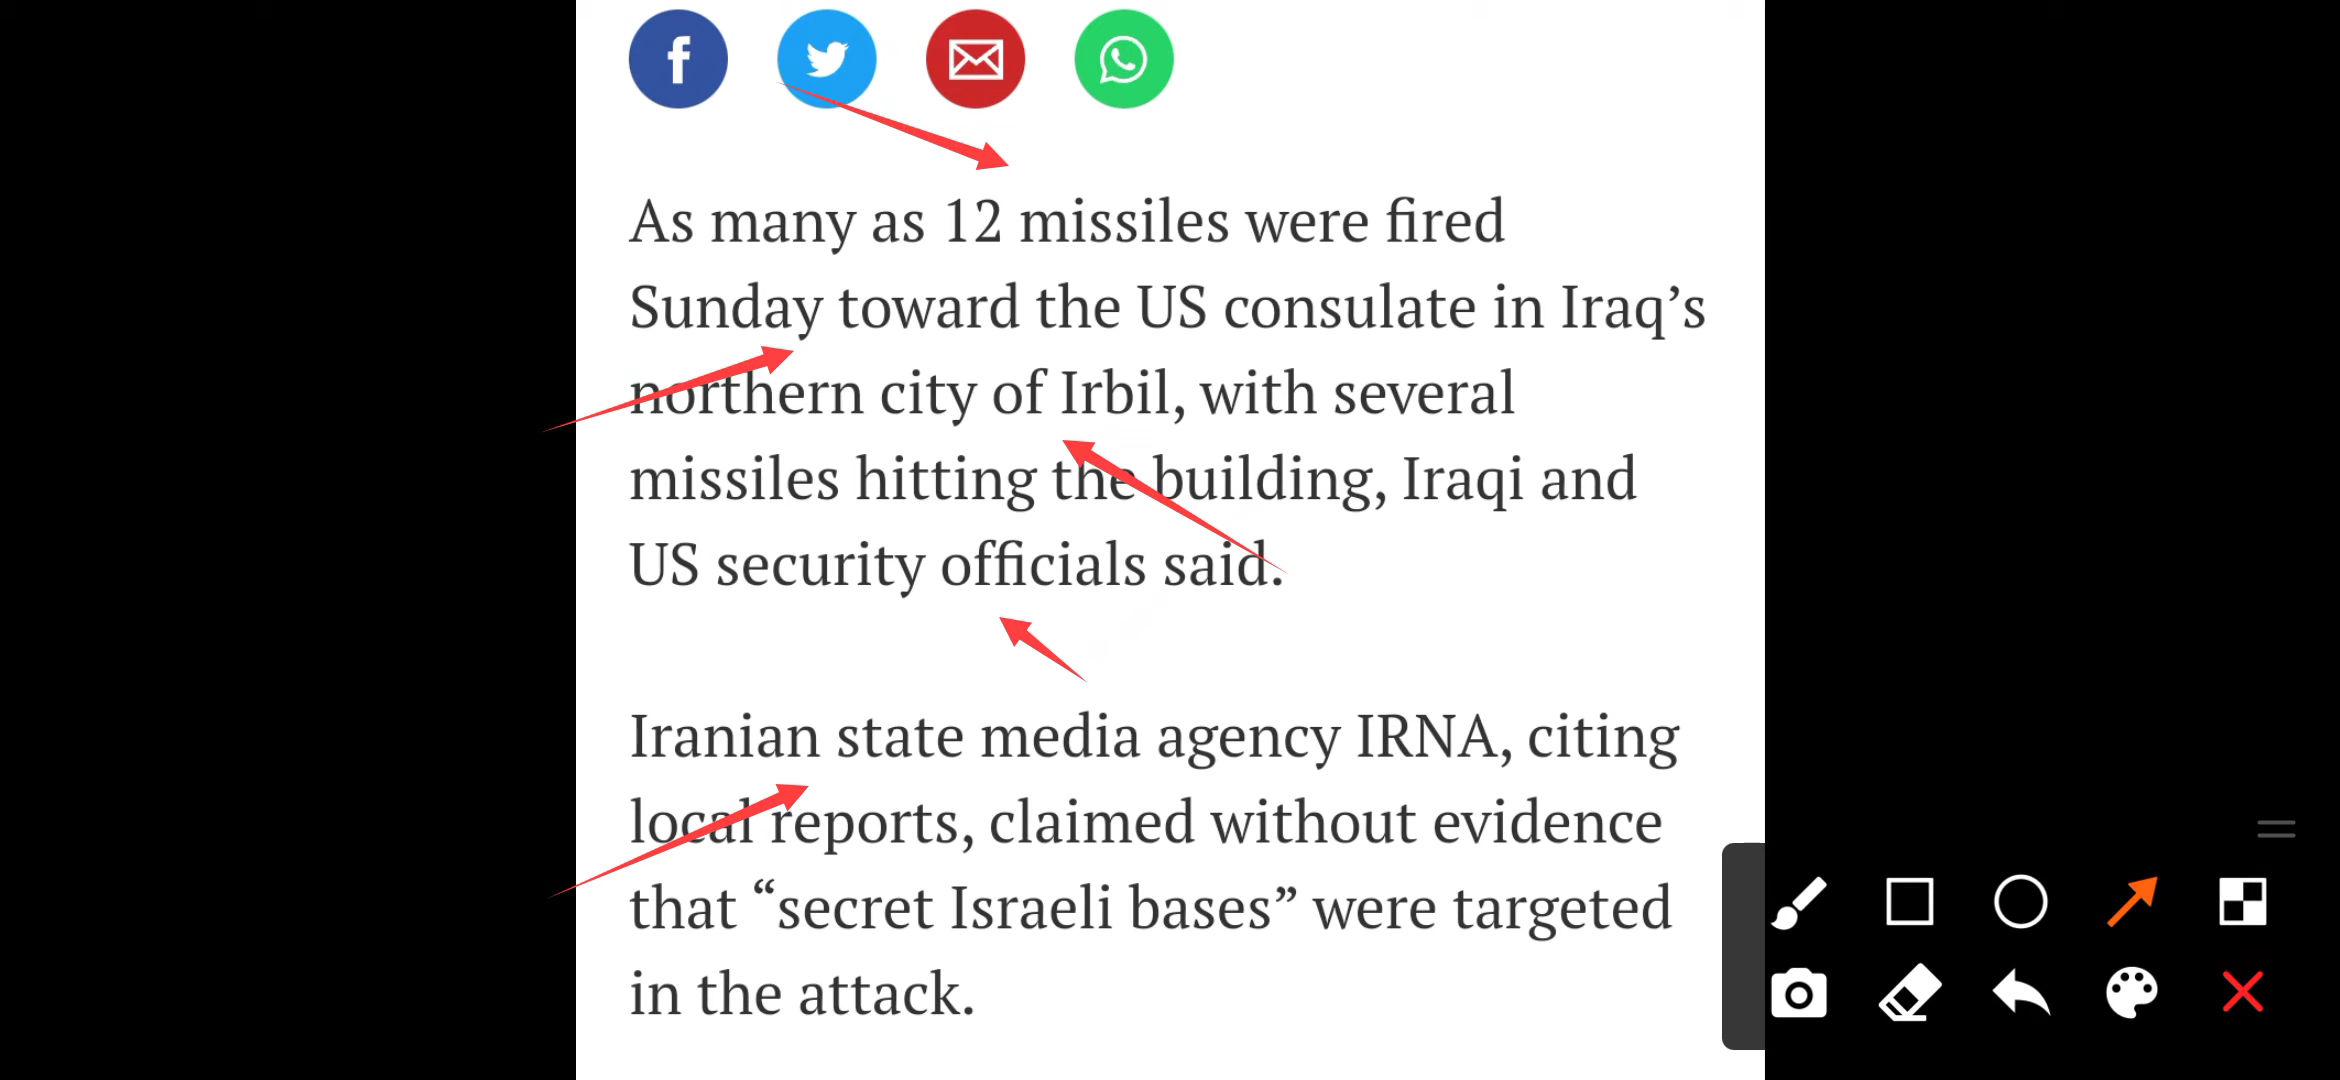 As many as 12 missiles were fired
Sunday toward the US consulate in Iraq’s
northern city of Irbil, with several
missiles hitting the building, Iraqi and
US security officials said.
Iranian state media agency IRNA, citing
local reports, claimed without evidence
that “secret Israeli bases” were targeted
in the attack.